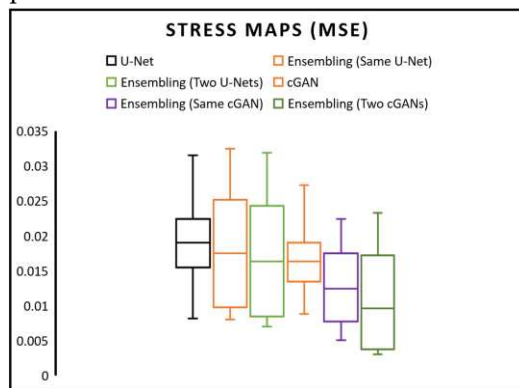 STRESS MAPS (MSE)
U-Net Ensembling (Same U-Net)
Ensembling (Two U-Nets) cGAN
Ensembling (Same cGAN) Ensembling (Two cGANs)
0.035
0.03
0.025
0.02
0.015
0.01
0.005
0